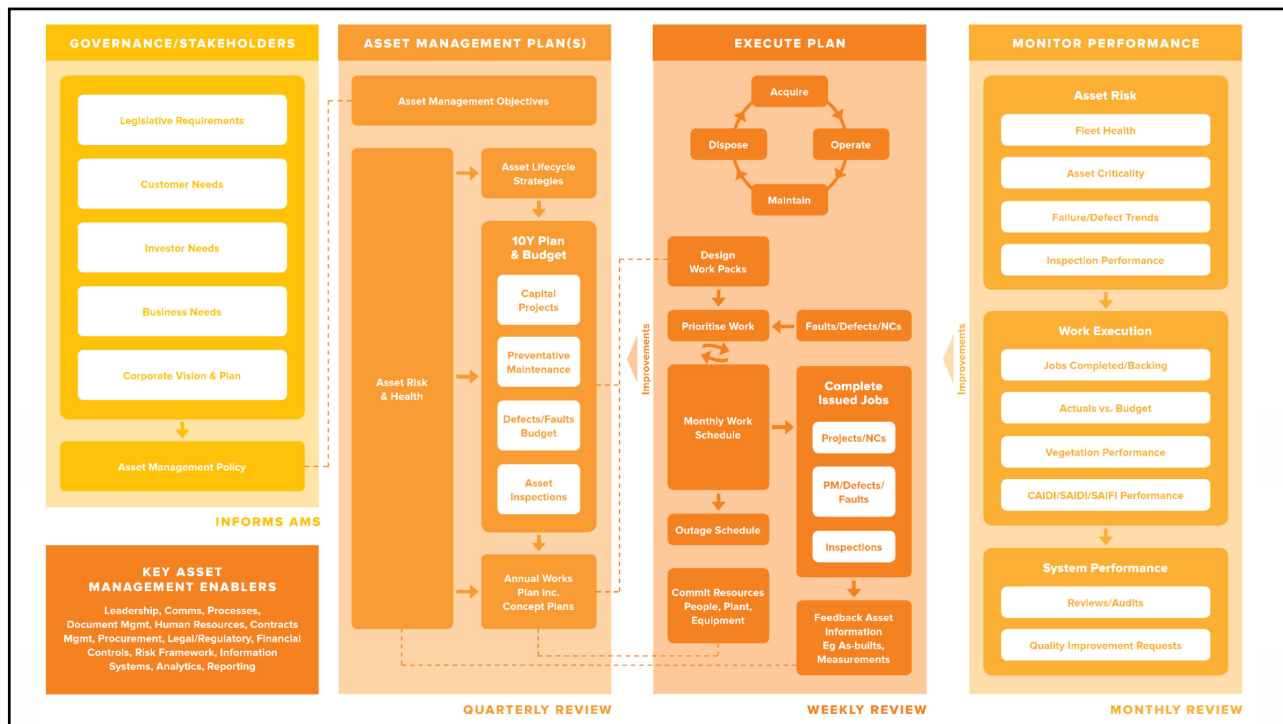 GOVERNANCE/STAKEHOLDERS
Legislative Requirements
Customer Needs
Investor Needs
Business Needs
Corporate Vision & Plan
Asset Management Policy
INFORMS AMS
KEY ASSET
MANAGEMENT ENABLERS
Leadership, Comms, Processes,
Document Mgmt, Human Resources, Contracts
Mgmt, Procurement, Legal/Regulatory, Financial
Controls, Risk Framework, Information
Systems, Analytics, Reporting
ASSET MANAGEMENT PLAN(S)
Asset Management Objectives
Asset Risk
& Health
Asset Lifecycle
Strategies
10Y Plan
& Budget
Capital
Projects
Preventative
Maintenance
Defects/Faults
Budget
Asset
Inspections
Annual Works
Plan inc.
Concept Plans
QUARTERLY REVIEW
Improvements
EXECUTE PLAN
Acquire
Dispose
Operate
Maintain
Design
Work Packs
Prioritise Work
Faults/Defects/NCs
Monthly Work
Schedule
Complete
Issued Jobs
Projects/NCs
PM/Defects/
Faults
Inspections
Outage Schedule
Commit Resources
People, Plant,
Equipment
Feedback Asset
Information
Eg As-builts,
Measurements
WEEKLY REVIEW
Improvements
MONITOR PERFORMANCE
Asset Risk
Fleet Health
Asset Criticality
Failure/Defect Trends
Inspection Performance
Work Execution
Jobs Completed/Backing
Actuals vs. Budget
Vegetation Performance
CAIDI/SAIDI/SAIFI Performance
System Performance
Reviews/Audits
Quality Improvement Requests
MONTHLY REVIEW